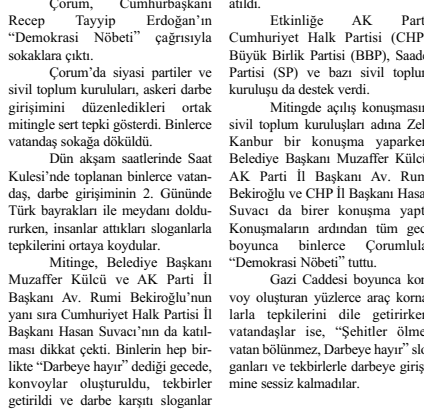 Çorum, Cumhurbaşkanı
Recep Tayyip Erdoğan’ın
“Demokrasi Nöbeti” çağrısıyla
sokaklara çıktı.
Çorum’da siyasi partiler ve
sivil toplum kuruluları, askeri darbe
girişimini düzenledikleri ortak
mitingle sert tepki gösterdi. Binlerce
vatandaş sokağa döküldü.
Dün akşam saatlerinde Saat
Kulesi’nde toplanan binlerce vatan-
daş, darbe girişiminin 2. Gününde
Türk bayrakları ile meydanı doldu-
rurken, insanlar attıkları sloganlarla
tepkilerini ortaya koydular.
Mitinge, Belediye Başkanı
Muzaffer Külcü ve AK Parti İl
Başkanı Av. Rumi Bekiroğlu’nun
yanı sıra Cumhuriyet Halk Partisi İl
Başkanı Hasan Suvacı’nın da katıl-
ması dikkat çekti. Binlerin hep bir-
likte “Darbeye hayır” dediği gecede,
konvoylar oluşturuldu, tekbirler
getirildi ve darbe karşıtı sloganlar
atıldı.
Etkinliğe AK Part
Cumhuriyet Halk Partisi (CHP
Büyük Birlik Partisi (BBP), Saade
Partisi (SP) ve bazı sivil toplum
kuruluşu da destek verdi.
Mitingde açılış konuşmasın
sivil toplum kuruluşları adına Zek
Kanbur bir konuşma yaparken
Belediye Başkanı Muzaffer Külcü
AK Parti İl Başkanı Av. Rum
Bekiroğlu ve CHP İl Başkanı Hasa
Suvacı da birer konuşma yapt
Konuşmaların ardından tüm gec
boyunca binlerce Çorumlula
“Demokrasi Nöbeti” tuttu.
Gazi Caddesi boyunca kon
voy oluşturan yüzlerce araç korna
larla tepkilerini dile getirirken
vatandaşlar ise, “Şehitler ölme
vatan bölünmez, Darbeye hayır” slo
ganları ve tekbirlerle darbeye giriş
mine sessiz kalmadılar.